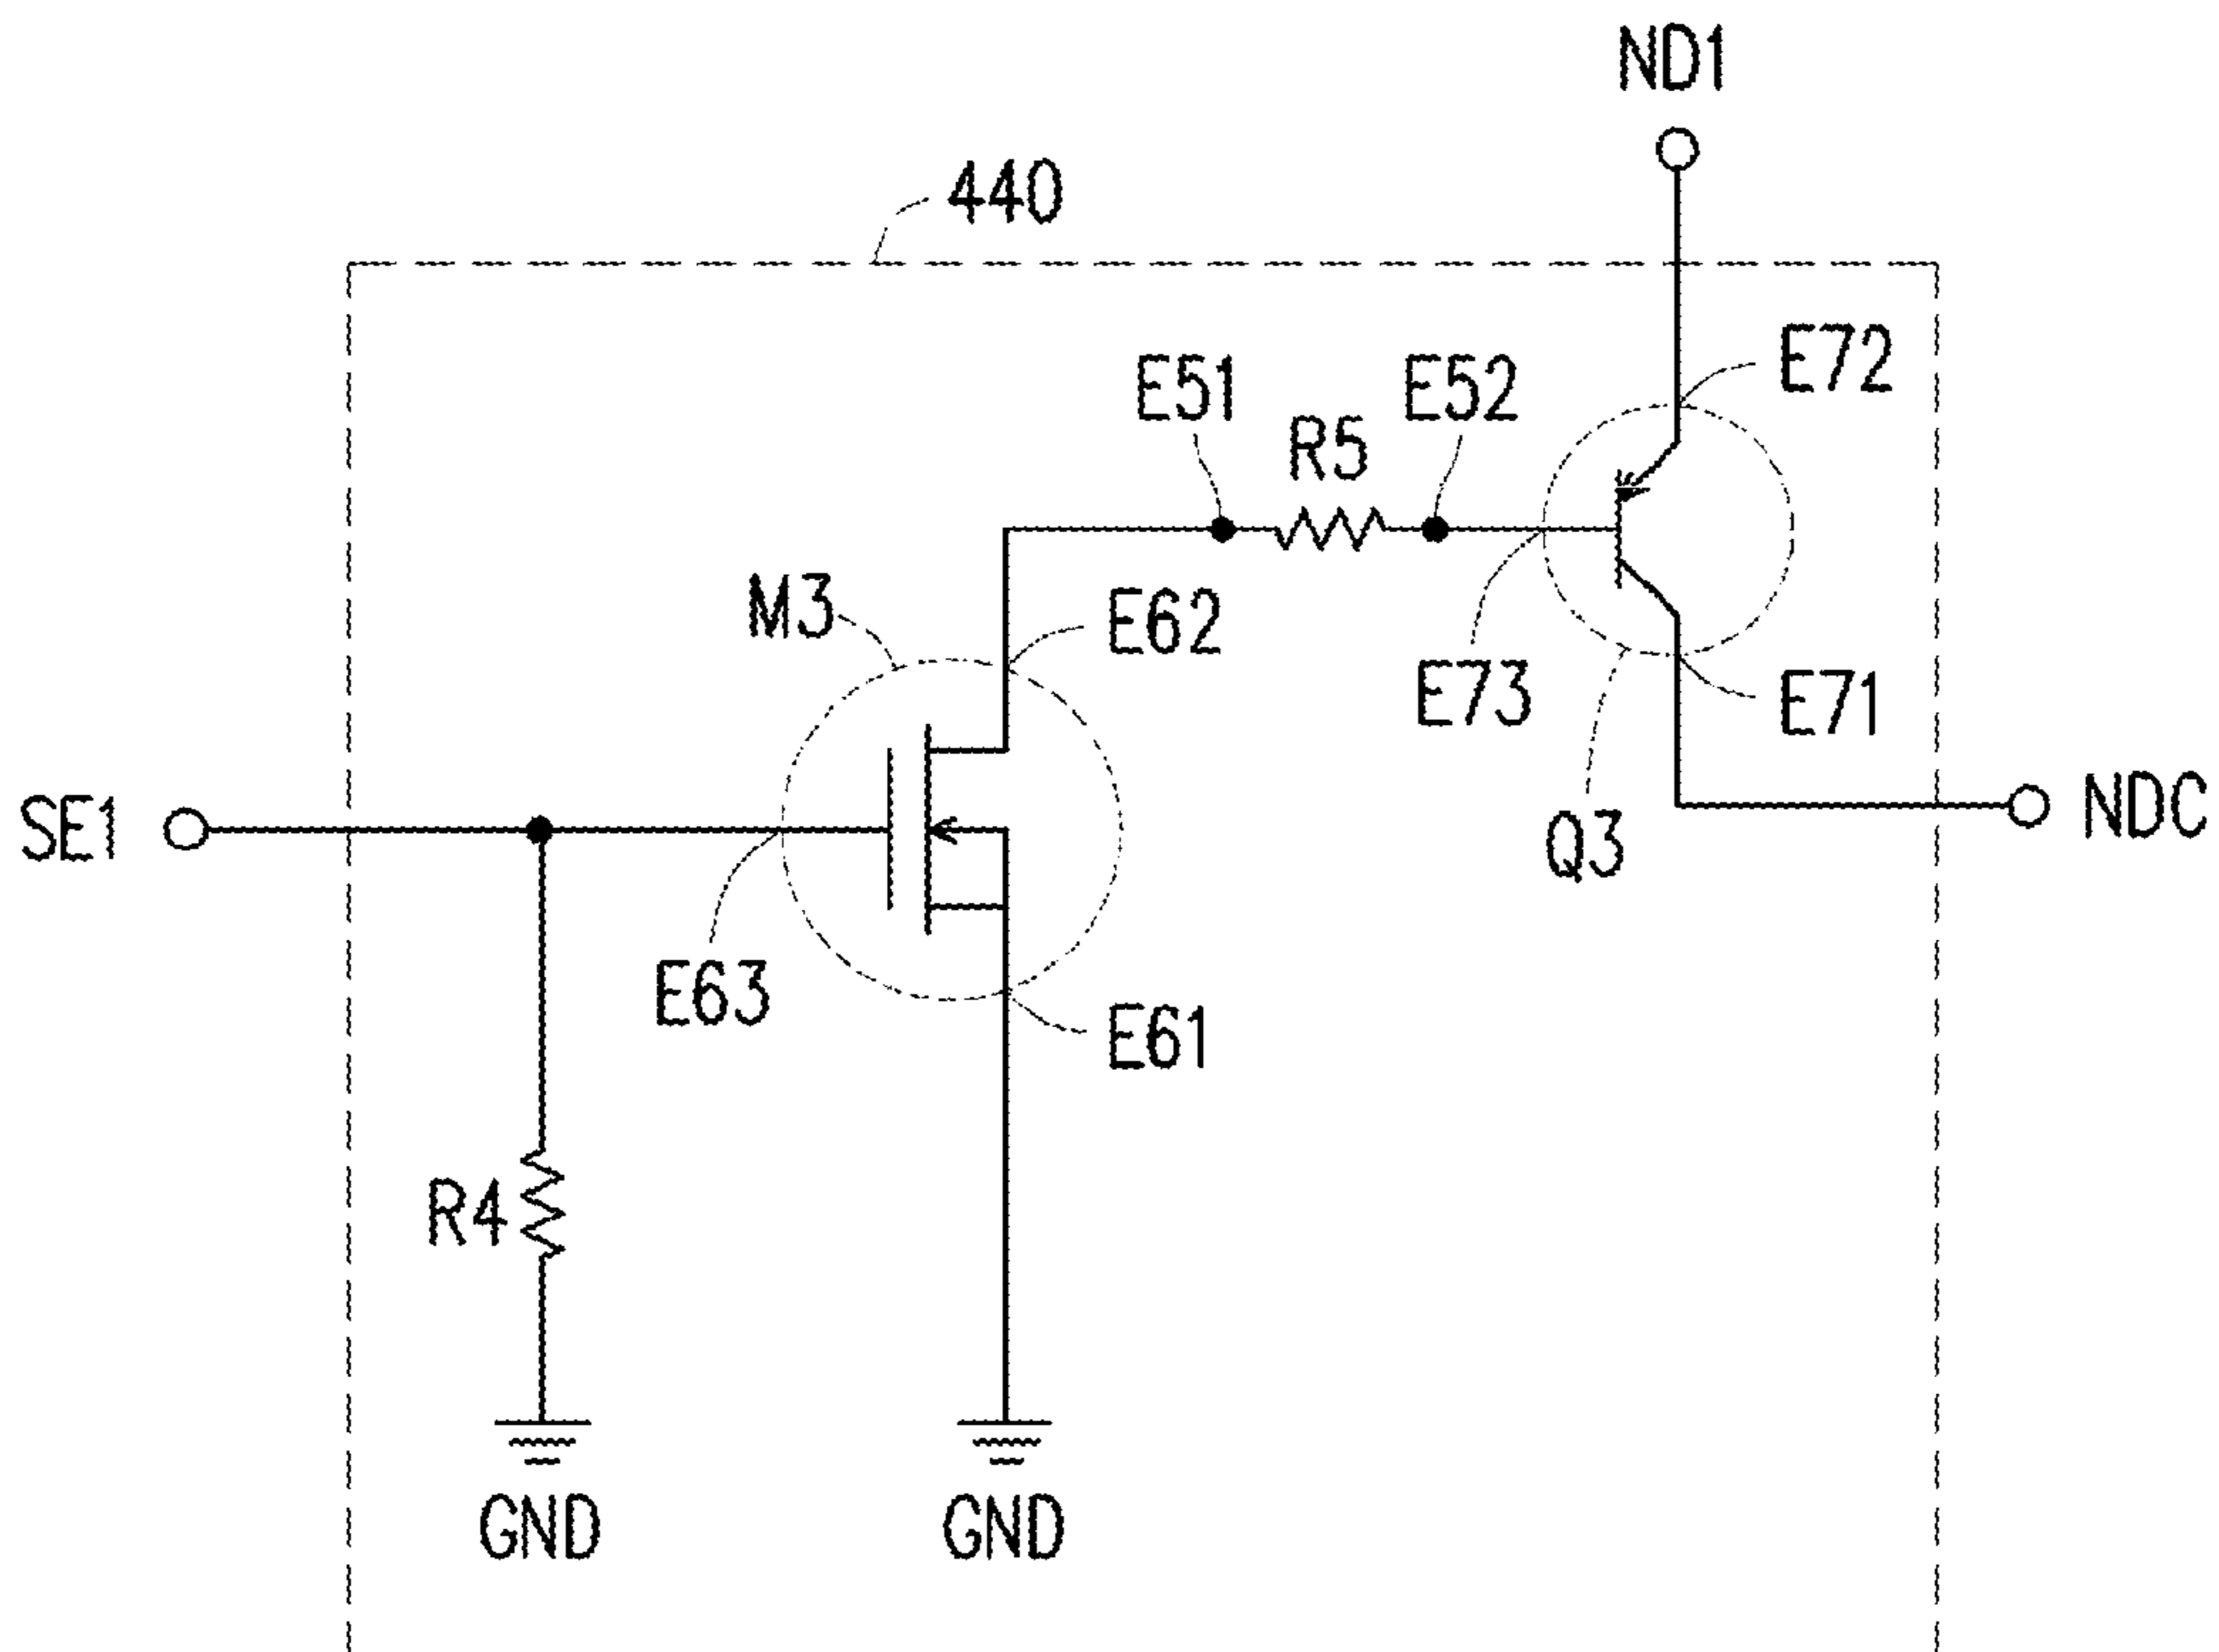 ND1
440
E72
E51
E52
R5
M3
E62
E73
E71
SE1
NDC
Q3
E63
E61
R4
GND
GND